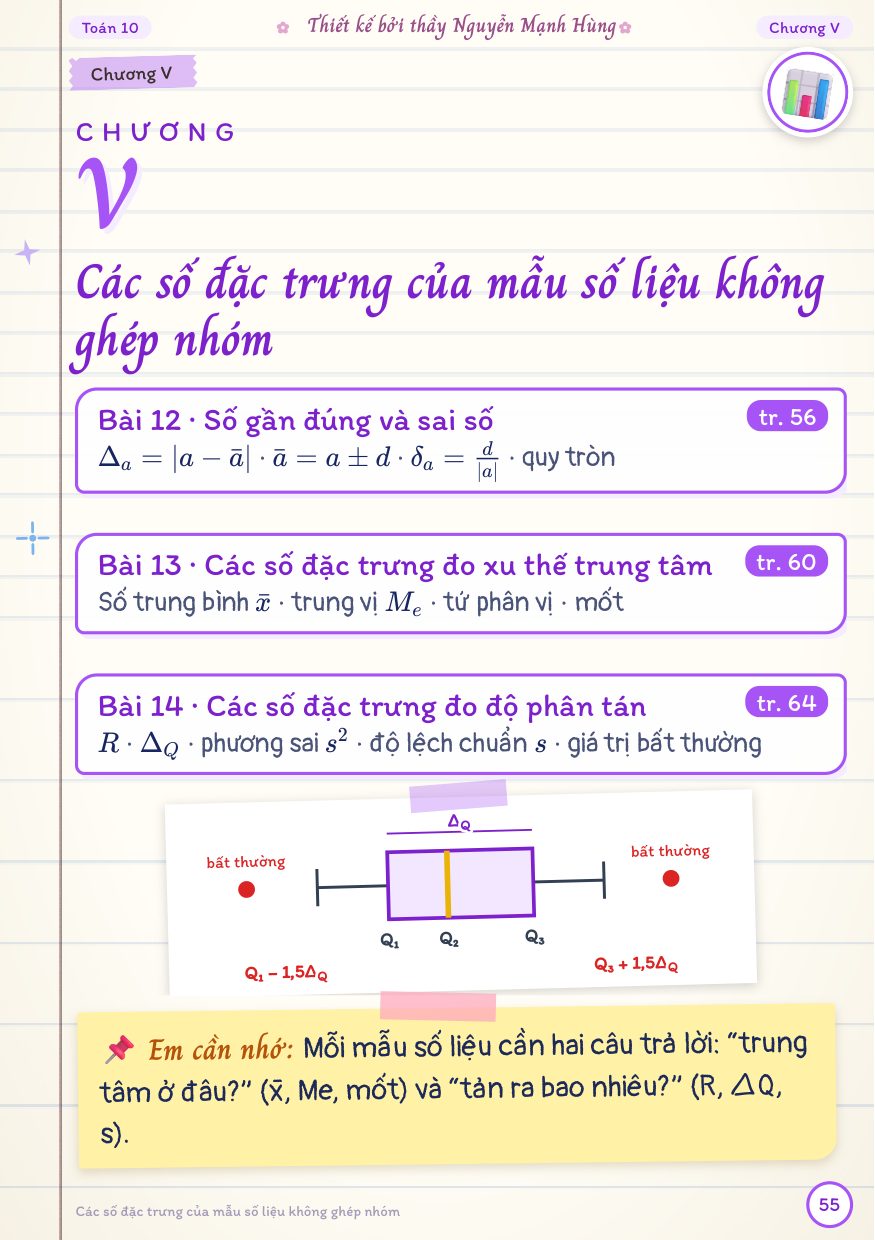 Toán 10
Thiết kế bởi thầy Nguyễn Mạnh Hùng
Chương V
Chương V
CHƯƠNG
V
Các số đặc trưng của mẫu số liệu không
ghép nhóm
Bài 12 · Số gần đúng và sai số
tr. 56
Δₐ = |a − ā| · ā = a ± d · δₐ = d/|a| · quy tròn
Bài 13 · Các số đặc trưng đo xu thế trung tâm
tr. 60
Số trung bình x̄ · trung vị Mₑ · tứ phân vị · mốt
Bài 14 · Các số đặc trưng đo độ phân tán
tr. 64
R · Δ_Q · phương sai s² · độ lệch chuẩn s · giá trị bất thường
Δ_Q
bất thường
bất thường
Q₁
Q₂
Q₃
Q₁ − 1,5Δ_Q
Q₃ + 1,5Δ_Q
Em cần nhớ: Mỗi mẫu số liệu cần hai câu trả lời: “trung
tâm ở đâu?” (x̄, Me, mốt) và “tản ra bao nhiêu?” (R, ΔQ,
s).
Các số đặc trưng của mẫu số liệu không ghép nhóm
55